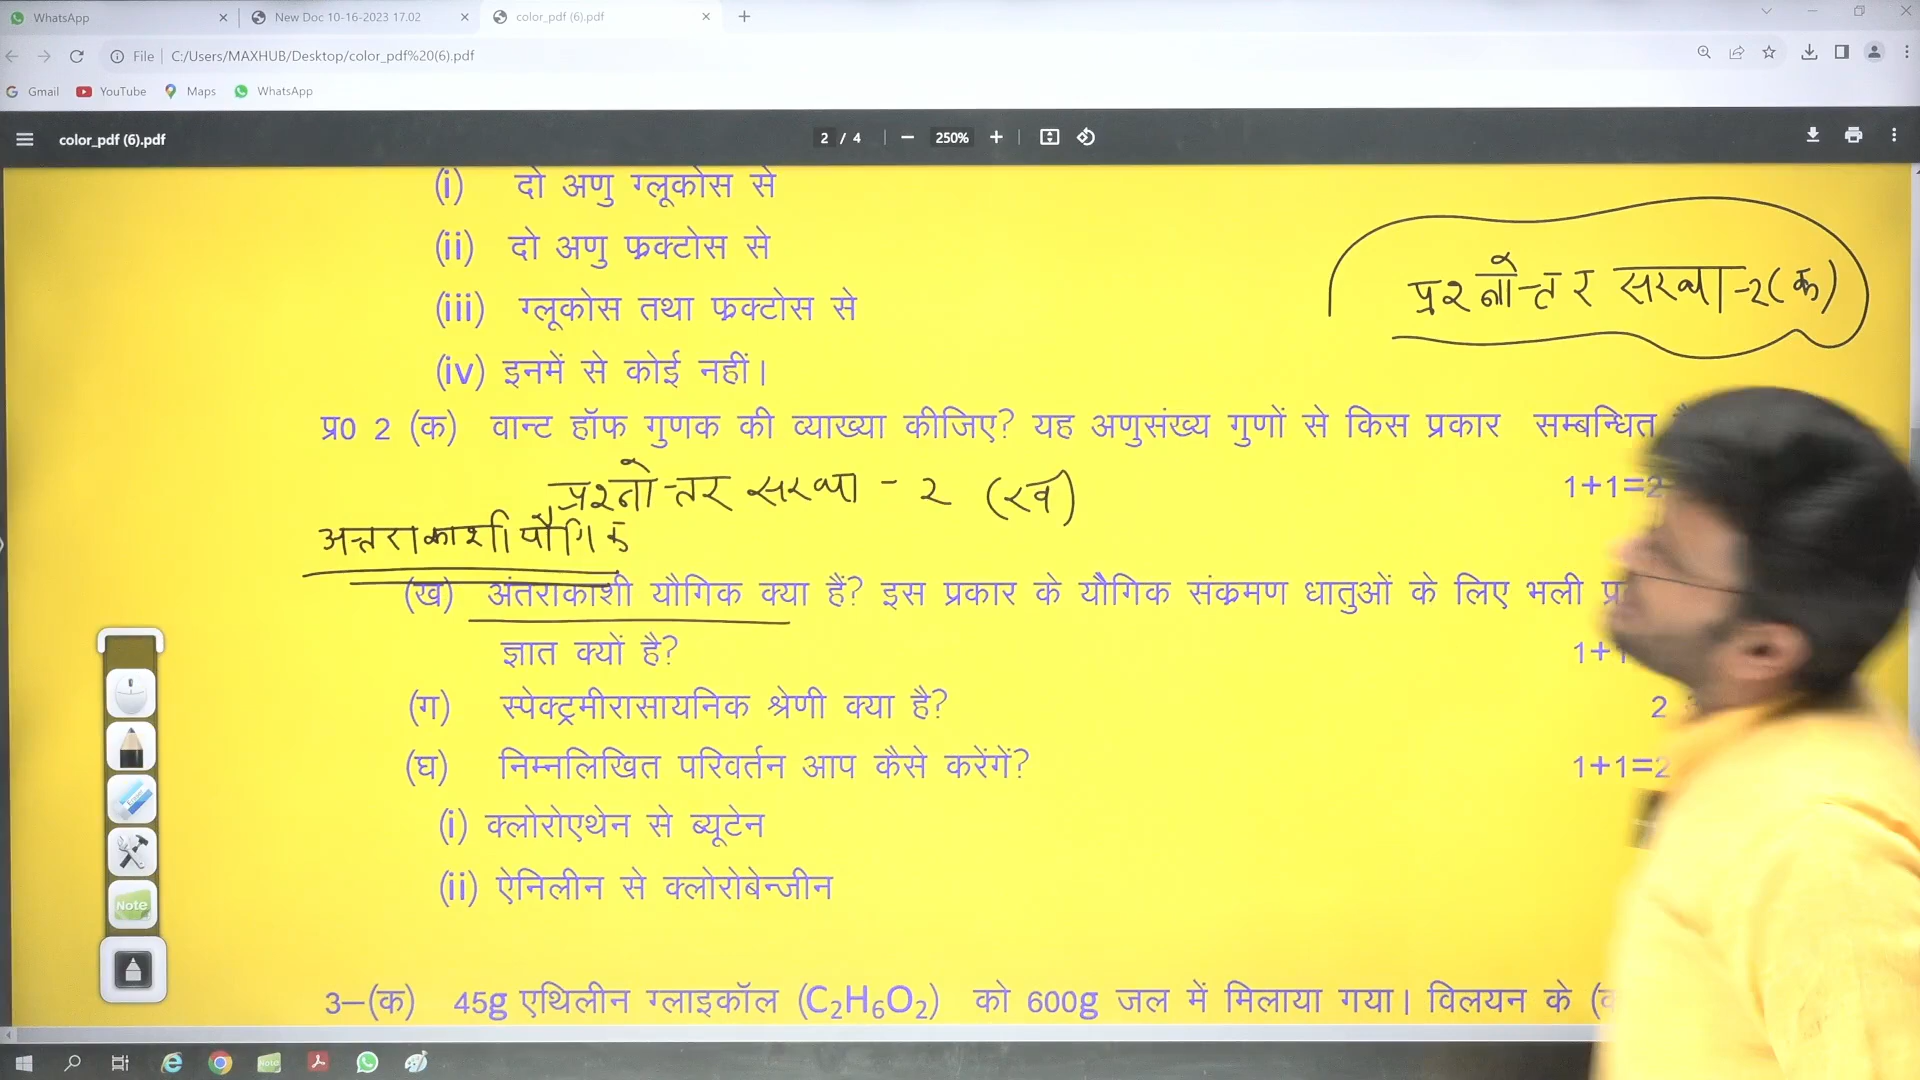 WhatsApp
New Doc 10-16-2023 17.02
color_pdf (6).pdf
File
C:/Users/MAXHUB/Desktop/color_pdf%20(6).pdf
Gmail
YouTube
Maps
WhatsApp
color_pdf (6).pdf
2 / 4
250%
(i) दो अणु ग्लूकोस से
(ii) दो अणु फ्रक्टोस से
(iii) ग्लूकोस तथा फ्रक्टोस से
(iv) इनमें से कोई नहीं।
प्रश्नोत्तर संख्या-2(क)
प्र0 2 (क) वान्ट हॉफ गुणक की व्याख्या कीजिए? यह अणुसंख्य गुणों से किस प्रकार सम्बन्धित
1+1=2
प्रश्नोत्तर संख्या - 2 (ख)
अन्तराकाशी यौगिक
(ख) अंतराकाशी यौगिक क्या हैं? इस प्रकार के यौगिक संक्रमण धातुओं के लिए भली
ज्ञात क्यों है?
1+1
(ग) स्पेक्ट्रमीरासायनिक श्रेणी क्या है?
2
(घ) निम्नलिखित परिवर्तन आप कैसे करेंगें?
1+1=2
(i) क्लोरोएथेन से ब्यूटेन
(ii) ऐनिलीन से क्लोरोबेन्जीन
3–(क) 45g एथिलीन ग्लाइकॉल (C₂H₆O₂) को 600g जल में मिलाया गया। विलयन के
Note
Note